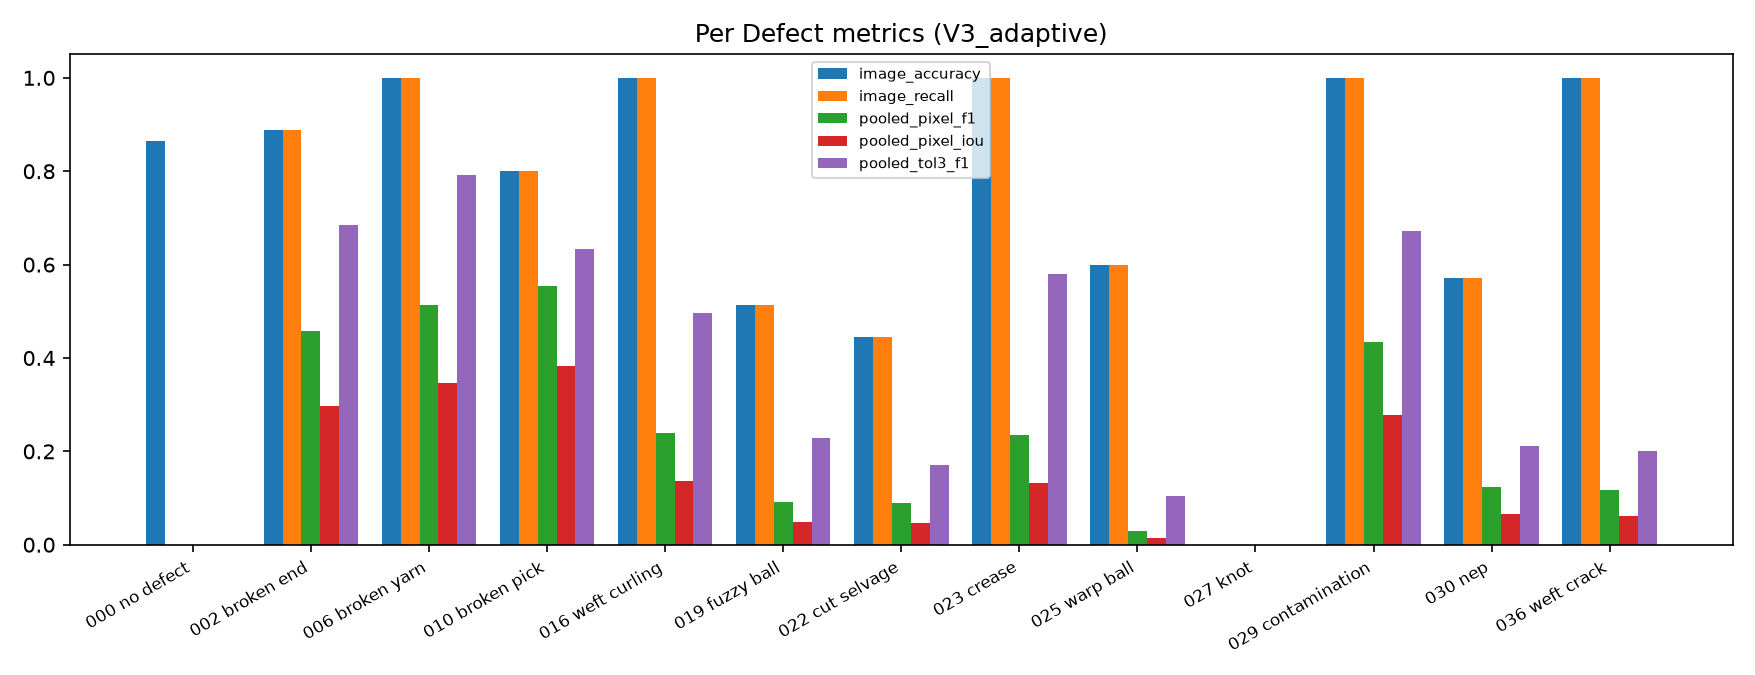 Per Defect metrics (V3_adaptive)
image_accuracy
image_recall
pooled_pixel_f1
pooled_pixel_iou
pooled_tol3_f1
1.0
0.8
0.6
0.4
0.2
0.0
000 no defect
002 broken end
006 broken yarn
010 broken pick
016 weft curling
019 fuzzy ball
022 cut selvage
023 crease
025 warp ball
027 knot
029 contamination
030 nep
036 weft crack